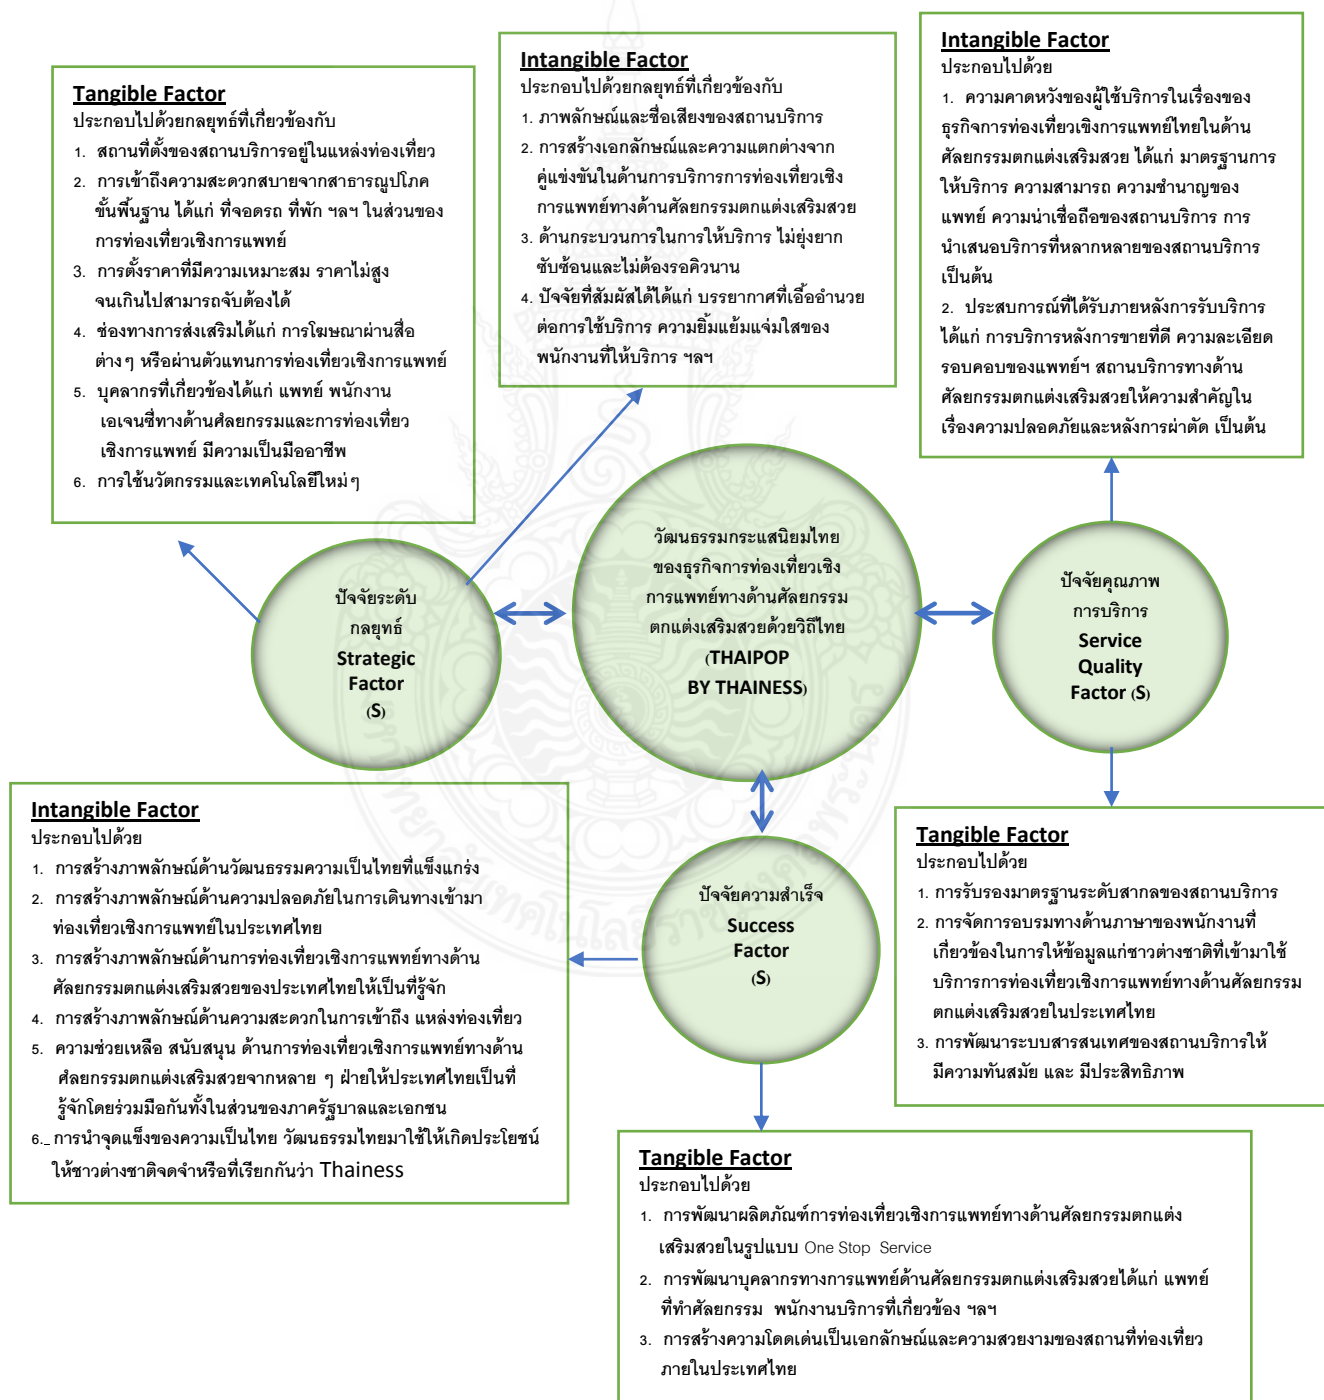 Tangible Factor
ประกอบไปด้วยกลยุทธ์ที่เกี่ยวข้องกับ
1. สถานที่ตั้งของสถานบริการอยู่ในแหล่งท่องเที่ยว
2. การเข้าถึงความสะดวกสบายจากสาธารณูปโภค
ขั้นพื้นฐาน ได้แก่ ที่จอดรถ ที่พัก ฯลฯ ในส่วนของ
การท่องเที่ยวเชิงการแพทย์
3. การตั้งราคาที่มีความเหมาะสม ราคาไม่สูง
จนเกินไปสามารถจับต้องได้
4. ช่องทางการส่งเสริมได้แก่ การโฆษณาผ่านสื่อ
ต่างๆ หรือผ่านตัวแทนการท่องเที่ยวเชิงการแพทย์
5. บุคลากรที่เกี่ยวข้องได้แก่ แพทย์ พนักงาน
เอเจนซี่ทางด้านศัลยกรรมและการท่องเที่ยว
เชิงการแพทย์ มีความเป็นมืออาชีพ
6. การใช้นวัตกรรมและเทคโนโลยีใหม่ๆ
Intangible Factor
ประกอบไปด้วยกลยุทธ์ที่เกี่ยวข้องกับ
1. ภาพลักษณ์และชื่อเสียงของสถานบริการ
2. การสร้างเอกลักษณ์และความแตกต่างจาก
คู่แข่งขันในด้านการบริการการท่องเที่ยวเชิง
การแพทย์ทางด้านศัลยกรรมตกแต่งเสริมสวย
3. ด้านกระบวนการในการให้บริการ ไม่ยุ่งยาก
ซับซ้อนและไม่ต้องรอคิวนาน
4. ปัจจัยที่สัมผัสได้ได้แก่ บรรยากาศที่เอื้ออำนวย
ต่อการใช้บริการ ความยิ้มแย้มแจ่มใสของ
พนักงานที่ให้บริการ ฯลฯ
Intangible Factor
ประกอบไปด้วย
1. ความคาดหวังของผู้ใช้บริการในเรื่องของ
ธุรกิจการท่องเที่ยวเชิงการแพทย์ไทยในด้าน
ศัลยกรรมตกแต่งเสริมสวย ได้แก่ มาตรฐานการ
ให้บริการ ความสามารถ ความชำนาญของ
แพทย์ ความน่าเชื่อถือของสถานบริการ การ
นำเสนอบริการที่หลากหลายของสถานบริการ
เป็นต้น
2. ประสบการณ์ที่ได้รับภายหลังการรับบริการ
ได้แก่ การบริการหลังการขายที่ดี ความละเอียด
รอบคอบของแพทย์ฯ สถานบริการทางด้าน
ศัลยกรรมตกแต่งเสริมสวยให้ความสำคัญใน
เรื่องความปลอดภัยและหลังการผ่าตัด เป็นต้น
ปัจจัยระดับ
กลยุทธ์
Strategic
Factor
(S)
วัฒนธรรมกระแสนิยมไทย
ของธุรกิจการท่องเที่ยวเชิง
การแพทย์ทางด้านศัลยกรรม
ตกแต่งเสริมสวยด้วยวิถีไทย
(THAIPOP
BY THAINESS)
ปัจจัยคุณภาพ
การบริการ
Service
Quality
Factor (S)
Intangible Factor
ประกอบไปด้วย
1. การสร้างภาพลักษณ์ด้านวัฒนธรรมความเป็นไทยที่แข็งแกร่ง
2. การสร้างภาพลักษณ์ด้านความปลอดภัยในการเดินทางเข้ามา
ท่องเที่ยวเชิงการแพทย์ในประเทศไทย
3. การสร้างภาพลักษณ์ด้านการท่องเที่ยวเชิงการแพทย์ทางด้าน
ศัลยกรรมตกแต่งเสริมสวยของประเทศไทยให้เป็นที่รู้จัก
4. การสร้างภาพลักษณ์ด้านความสะดวกในการเข้าถึง แหล่งท่องเที่ยว
5. ความช่วยเหลือ สนับสนุน ด้านการท่องเที่ยวเชิงการแพทย์ทางด้าน
ศัลยกรรมตกแต่งเสริมสวยจากหลาย ๆ ฝ่ายให้ประเทศไทยเป็นที่
รู้จักโดยร่วมมือกันทั้งในส่วนของภาครัฐบาลและเอกชน
6. การนำจุดแข็งของความเป็นไทย วัฒนธรรมไทยมาใช้ให้เกิดประโยชน์
ให้ชาวต่างชาติจดจำหรือที่เรียกกันว่า Thainess
ปัจจัยความสำเร็จ
Success
Factor
(S)
Tangible Factor
ประกอบไปด้วย
1. การรับรองมาตรฐานระดับสากลของสถานบริการ
2. การจัดการอบรมทางด้านภาษาของพนักงานที่
เกี่ยวข้องในการให้ข้อมูลแก่ชาวต่างชาติที่เข้ามาใช้
บริการการท่องเที่ยวเชิงการแพทย์ทางด้านศัลยกรรม
ตกแต่งเสริมสวยในประเทศไทย
3. การพัฒนาระบบสารสนเทศของสถานบริการให้
มีความทันสมัย และ มีประสิทธิภาพ
Tangible Factor
ประกอบไปด้วย
1. การพัฒนาผลิตภัณฑ์การท่องเที่ยวเชิงการแพทย์ทางด้านศัลยกรรมตกแต่ง
เสริมสวยในรูปแบบ One Stop Service
2. การพัฒนาบุคลากรทางการแพทย์ด้านศัลยกรรมตกแต่งเสริมสวยได้แก่ แพทย์
ที่ทำศัลยกรรม พนักงานบริการที่เกี่ยวข้อง ฯลฯ
3. การสร้างความโดดเด่นเป็นเอกลักษณ์และความสวยงามของสถานที่ท่องเที่ยว
ภายในประเทศไทย